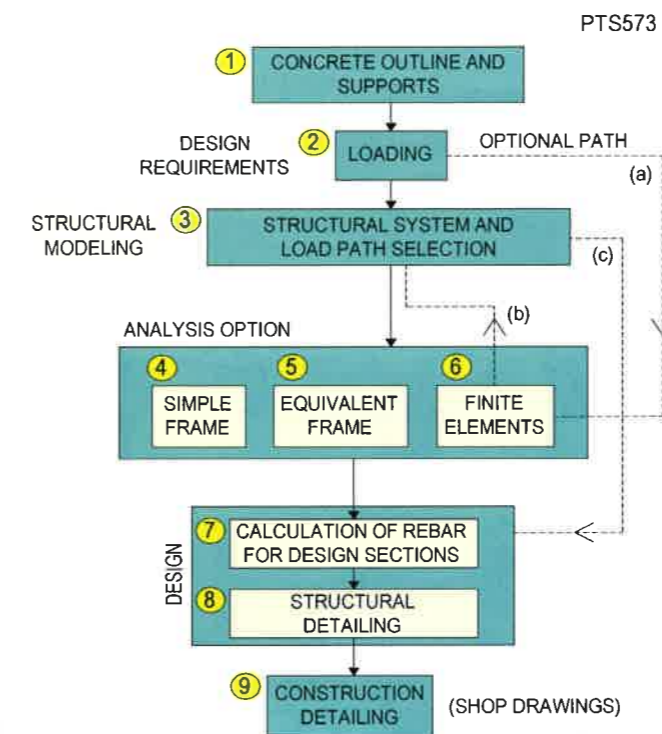 PTS573
1
CONCRETE OUTLINE AND
SUPPORTS
DESIGN
REQUIREMENTS
2
LOADING
OPTIONAL PATH
(a)
STRUCTURAL
MODELING
3
STRUCTURAL SYSTEM AND
LOAD PATH SELECTION
(c)
(b)
ANALYSIS OPTION
4
SIMPLE
FRAME
5
EQUIVALENT
FRAME
6
FINITE
ELEMENTS
DESIGN
7
CALCULATION OF REBAR
FOR DESIGN SECTIONS
8
STRUCTURAL
DETAILING
9
CONSTRUCTION
DETAILING
(SHOP DRAWINGS)